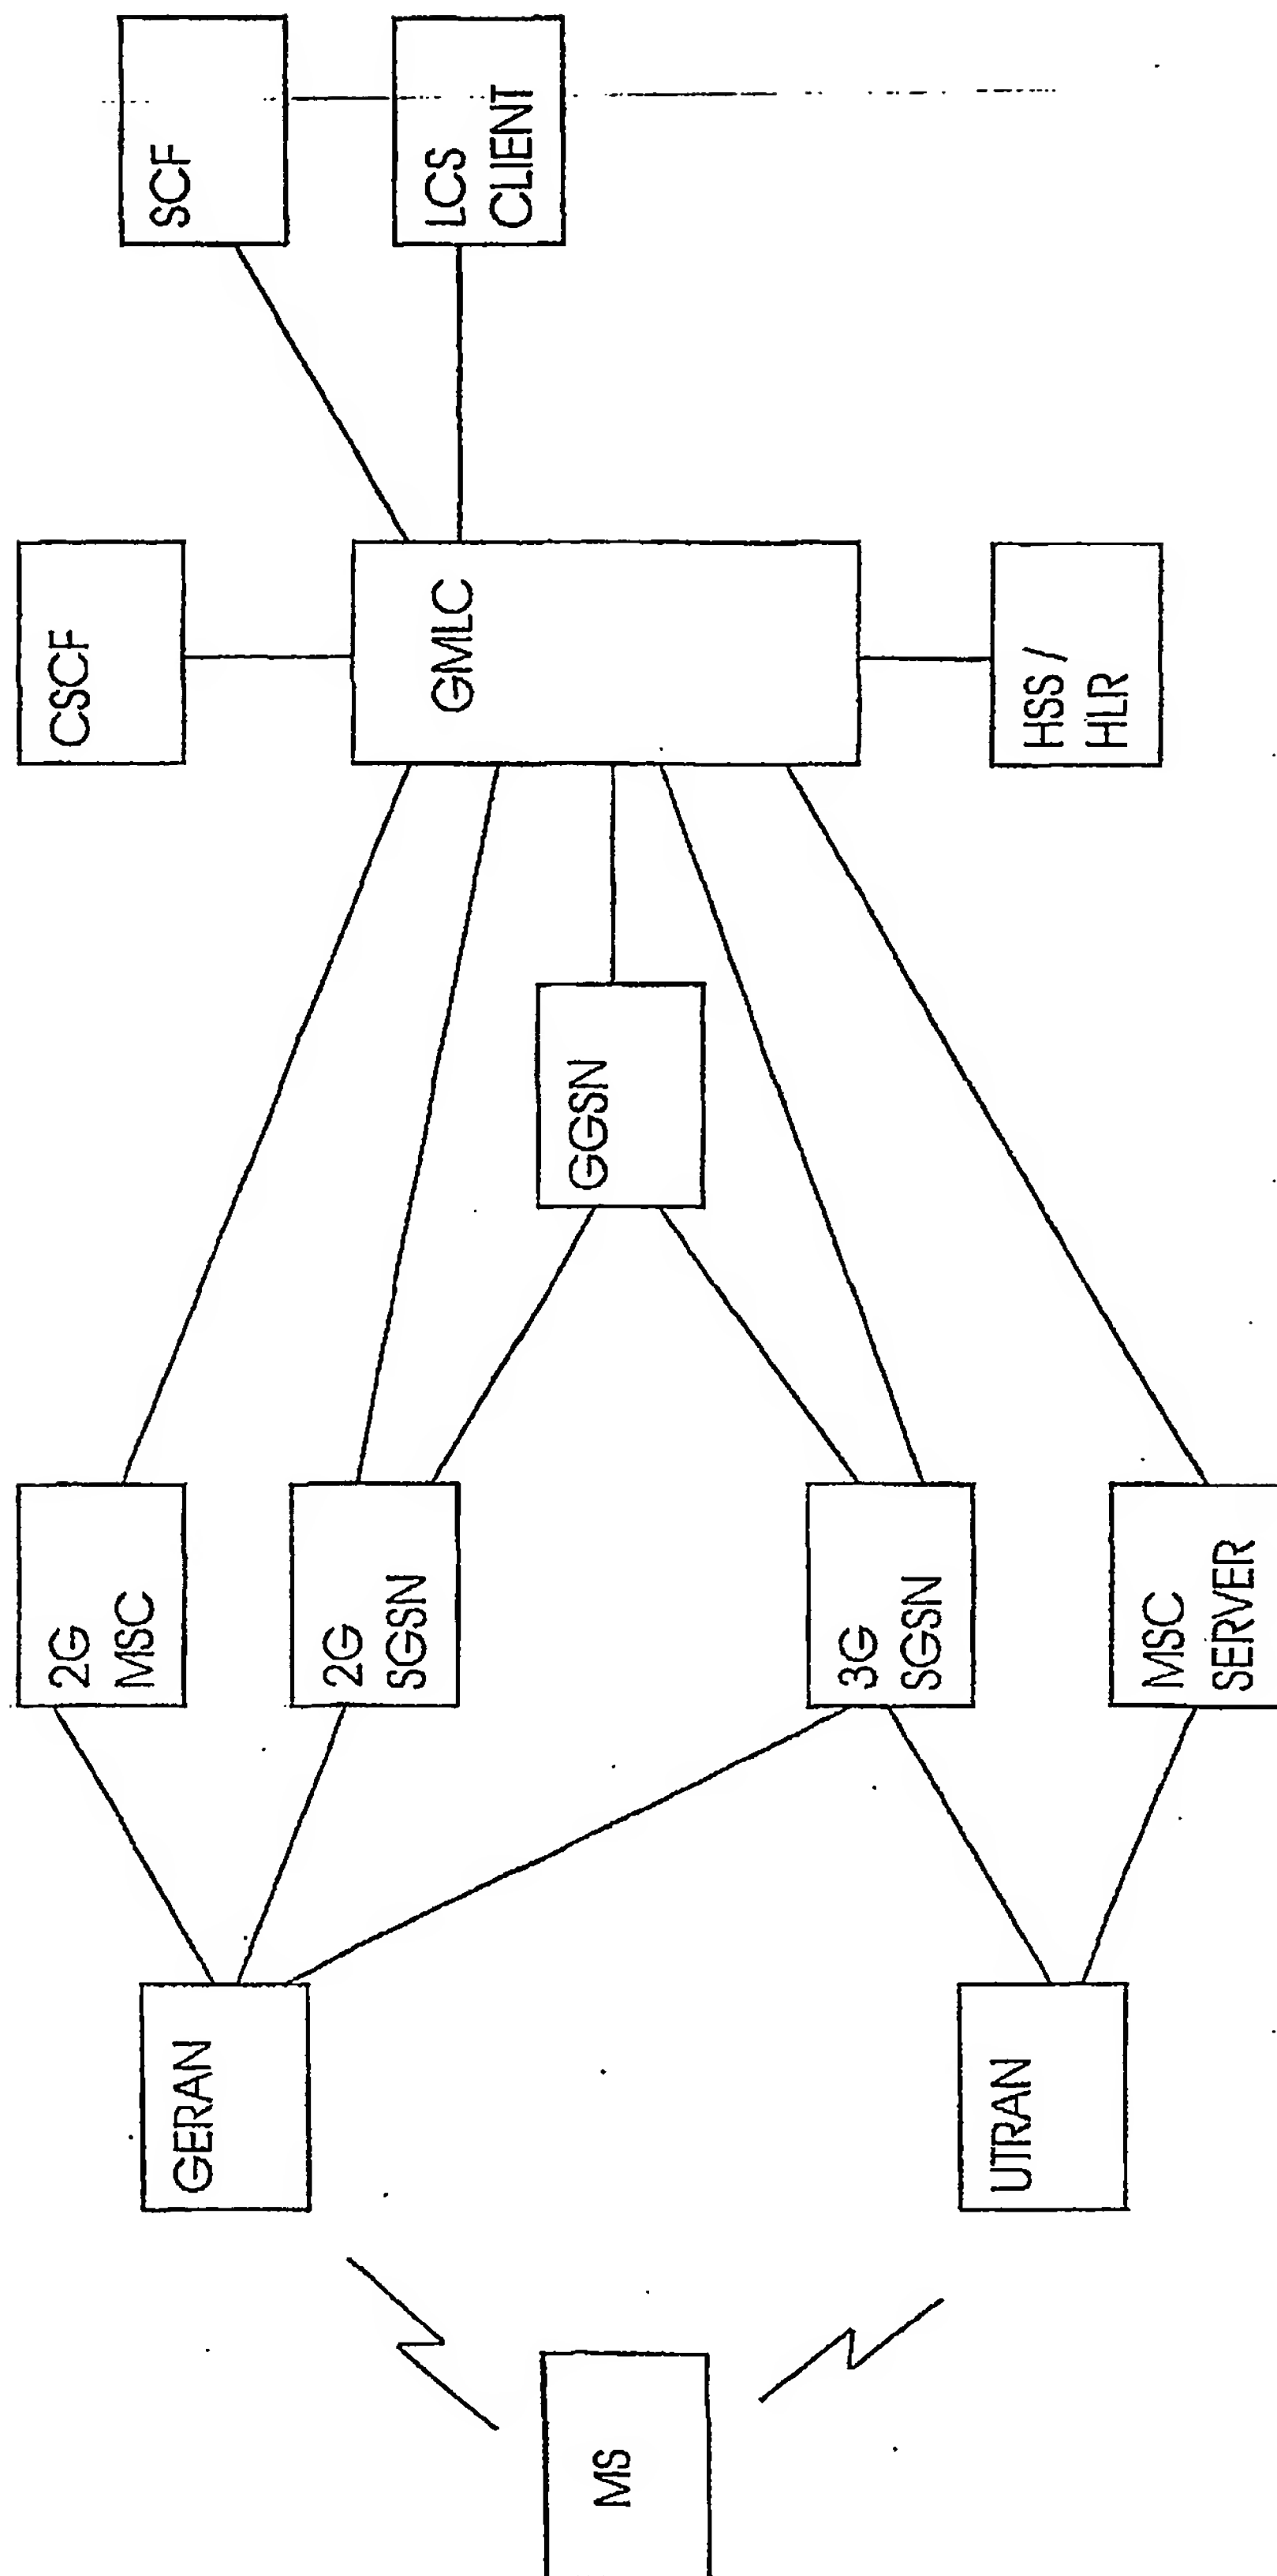 MS
GERAN
UTRAN
2G
MSC
2G
SGSN
3G
SGSN
MSC
SERVER
GGSN
CSCF
GMLC
HSS /
HLR
SCF
LCS
CLIENT